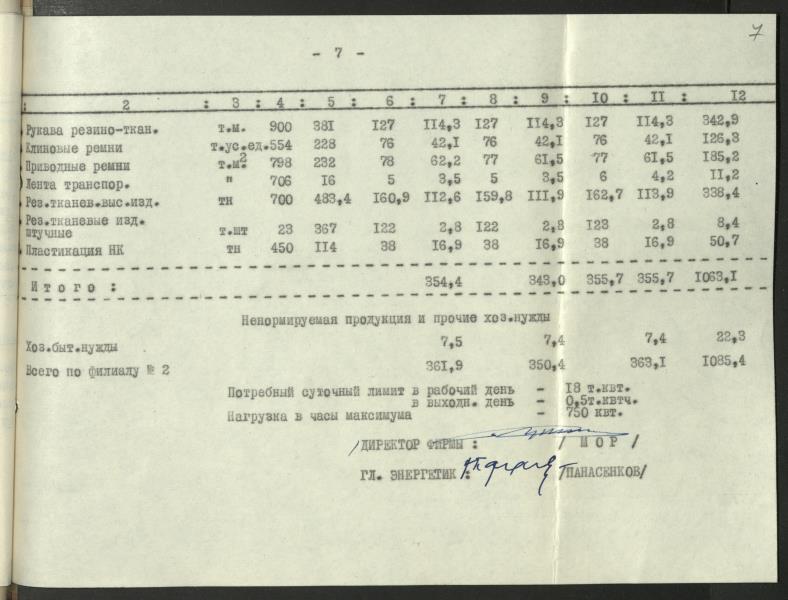 7
- 7 -
: 2 : 3 : 4 : 5 : 6 : 7 : 8 : 9 : 10 : 11 : 12
Рукава резино-ткан. т.м. 900 381 127 114,3 127 114,3 127 114,3 342,9
Клиновые ремни т.ус.ед. 554 228 76 42,1 76 42,1 76 42,1 126,3
Приводные ремни т.м.2 798 232 78 62,2 77 61,5 77 61,5 185,2
Лента транспор. " 706 16 5 3,5 5 3,5 6 4,2 11,2
Рез.тканев.выс.изд. тн 700 483,4 160,9 112,6 159,8 111,9 162,7 113,9 338,4
Рез.тканевые изд.
штучные т.шт 23 367 122 2,8 122 2,8 123 2,8 8,4
Пластикация НК тн 450 114 38 16,9 38 16,9 38 16,9 50,7
Итого : 354,4 343,0 355,7 355,7 1063,1
Ненормируемая продукция и прочие хоз.нужды
Хоз.быт.нужды 7,5 7,4 7,4 22,3
Всего по филиалу № 2 361,9 350,4 363,1 1085,4
Потребный суточный лимит в рабочий день - 18 т.квт.
в выходн. день - 0,5т.квтч.
Нагрузка в часы максимума - 750 квт.
ДИРЕКТОР ФИРМЫ : / М О Р /
ГЛ. ЭНЕРГЕТИК : /ПАНАСЕНКОВ/